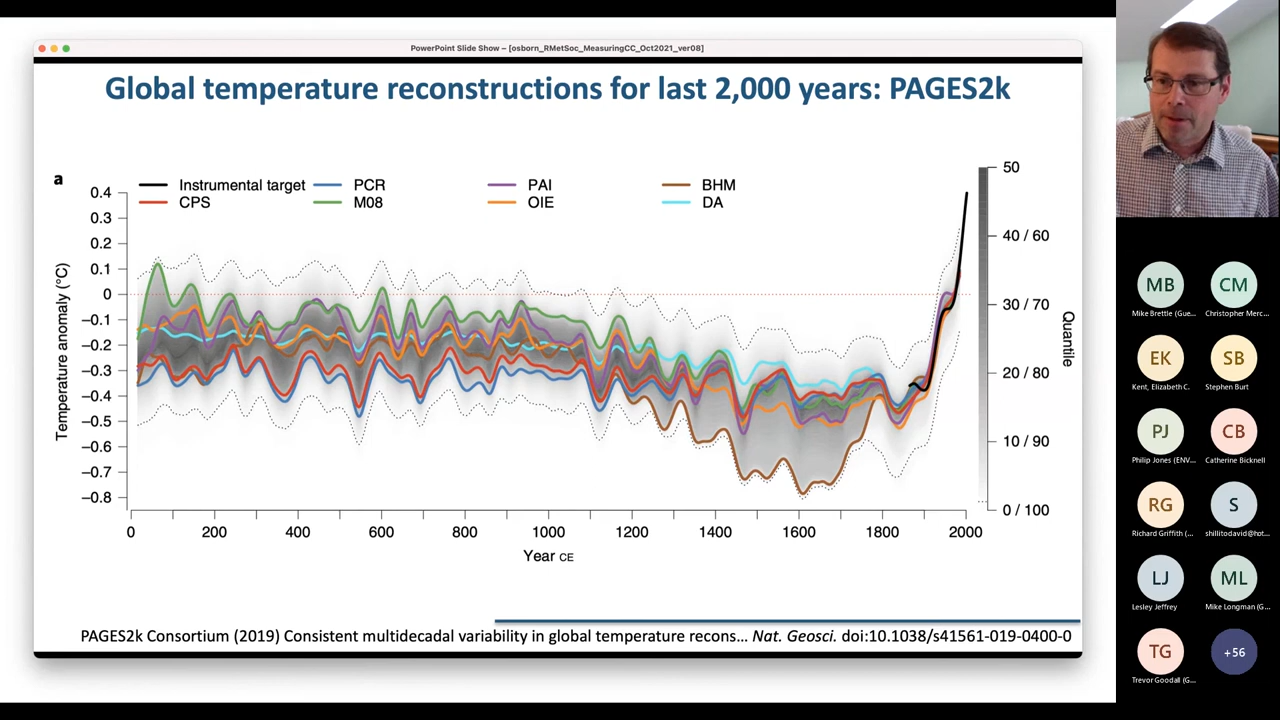 PowerPoint Slide Show – [osborn_RMetSoc_MeasuringCC_Oct2021_ver08]
Global temperature reconstructions for last 2,000 years: PAGES2k
a
Instrumental target PCR PAI BHM
CPS M08 OIE DA
Temperature anomaly (°C)
0.4
0.3
0.2
0.1
0
–0.1
–0.2
–0.3
–0.4
–0.5
–0.6
–0.7
–0.8
0 200 400 600 800 1000 1200 1400 1600 1800 2000
Year CE
50
40 / 60
30 / 70
20 / 80
10 / 90
0 / 100
Quantile
PAGES2k Consortium (2019) Consistent multidecadal variability in global temperature recons... Nat. Geosci. doi:10.1038/s41561-019-0400-0
MB CM
Mike Brettle (Gue... Christopher Merc...
EK SB
Kent, Elizabeth C. Stephen Burt
PJ CB
Philip Jones (ENV... Catherine Bicknell
RG S
Richard Griffith (... shillitodavid@hot...
LJ ML
Lesley Jeffrey Mike Longman (G...
TG +56
Trevor Goodall (G...